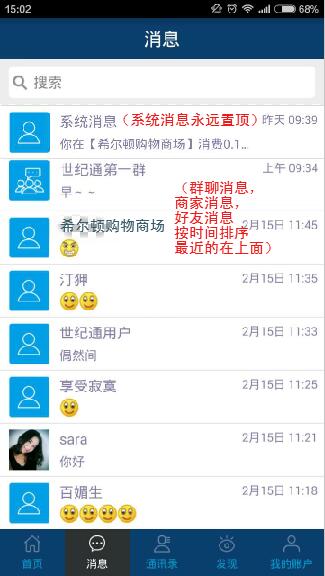 15:02
68%
消息
搜索
系统消息（系统消息永远置顶） 昨天 09:39
你在【希尔顿购物商场】消费0.1...
世纪通第一群 上午 09:34
早~~
（群聊消息，
商家消息，
好友消息
按时间排序
最近的在上面）
希尔顿购物商场 2月15日 11:45
汀狎 2月15日 11:35
世纪通用户 2月15日 11:33
偶然间
享受寂寞 2月15日 11:25
sara 2月15日 11:21
你好
百媚生 2月15日 11:18
首页 消息 通讯录 发现 我的账户